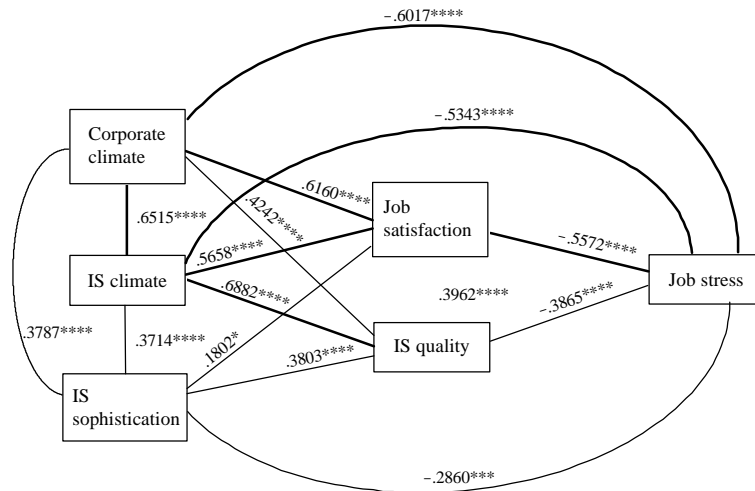 −.6017****
−.5343****
Corporate
climate
.6160****
.4242****
Job
satisfaction
.6515****
.5658****
−.5572****
IS climate
.6882****
.3962****
−.3865****
Job stress
.3787****
.3714****
.1802*
.3803****
IS quality
IS
sophistication
−.2860***